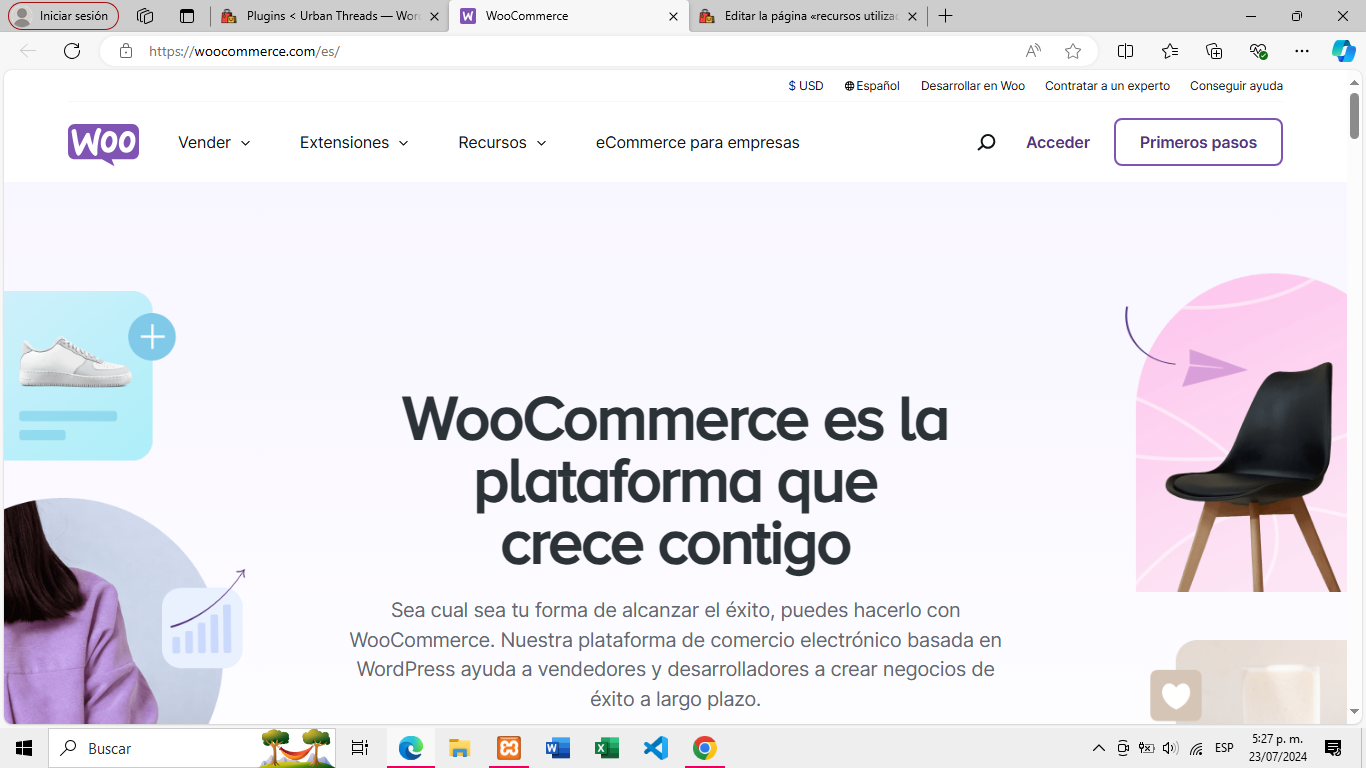 Iniciar sesión
Plugins < Urban Threads — Wor
WooCommerce
Editar la página «recursos utiliza
https://woocommerce.com/es/
$ USD
Español
Desarrollar en Woo
Contratar a un experto
Conseguir ayuda
WOO
Vender
Extensiones
Recursos
eCommerce para empresas
Acceder
Primeros pasos
WooCommerce es la
plataforma que
crece contigo
Sea cual sea tu forma de alcanzar el éxito, puedes hacerlo con
WooCommerce. Nuestra plataforma de comercio electrónico basada en
WordPress ayuda a vendedores y desarrolladores a crear negocios de
éxito a largo plazo.
Buscar
ESP
5:27 p. m.
23/07/2024